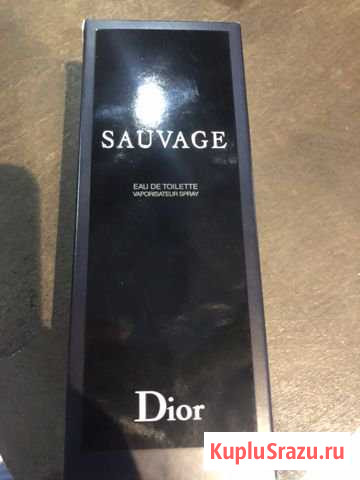 SAUVAGE
EAU DE TOILETTE
VAPORISATEUR SPRAY
Dior
KupluSrazu.ru